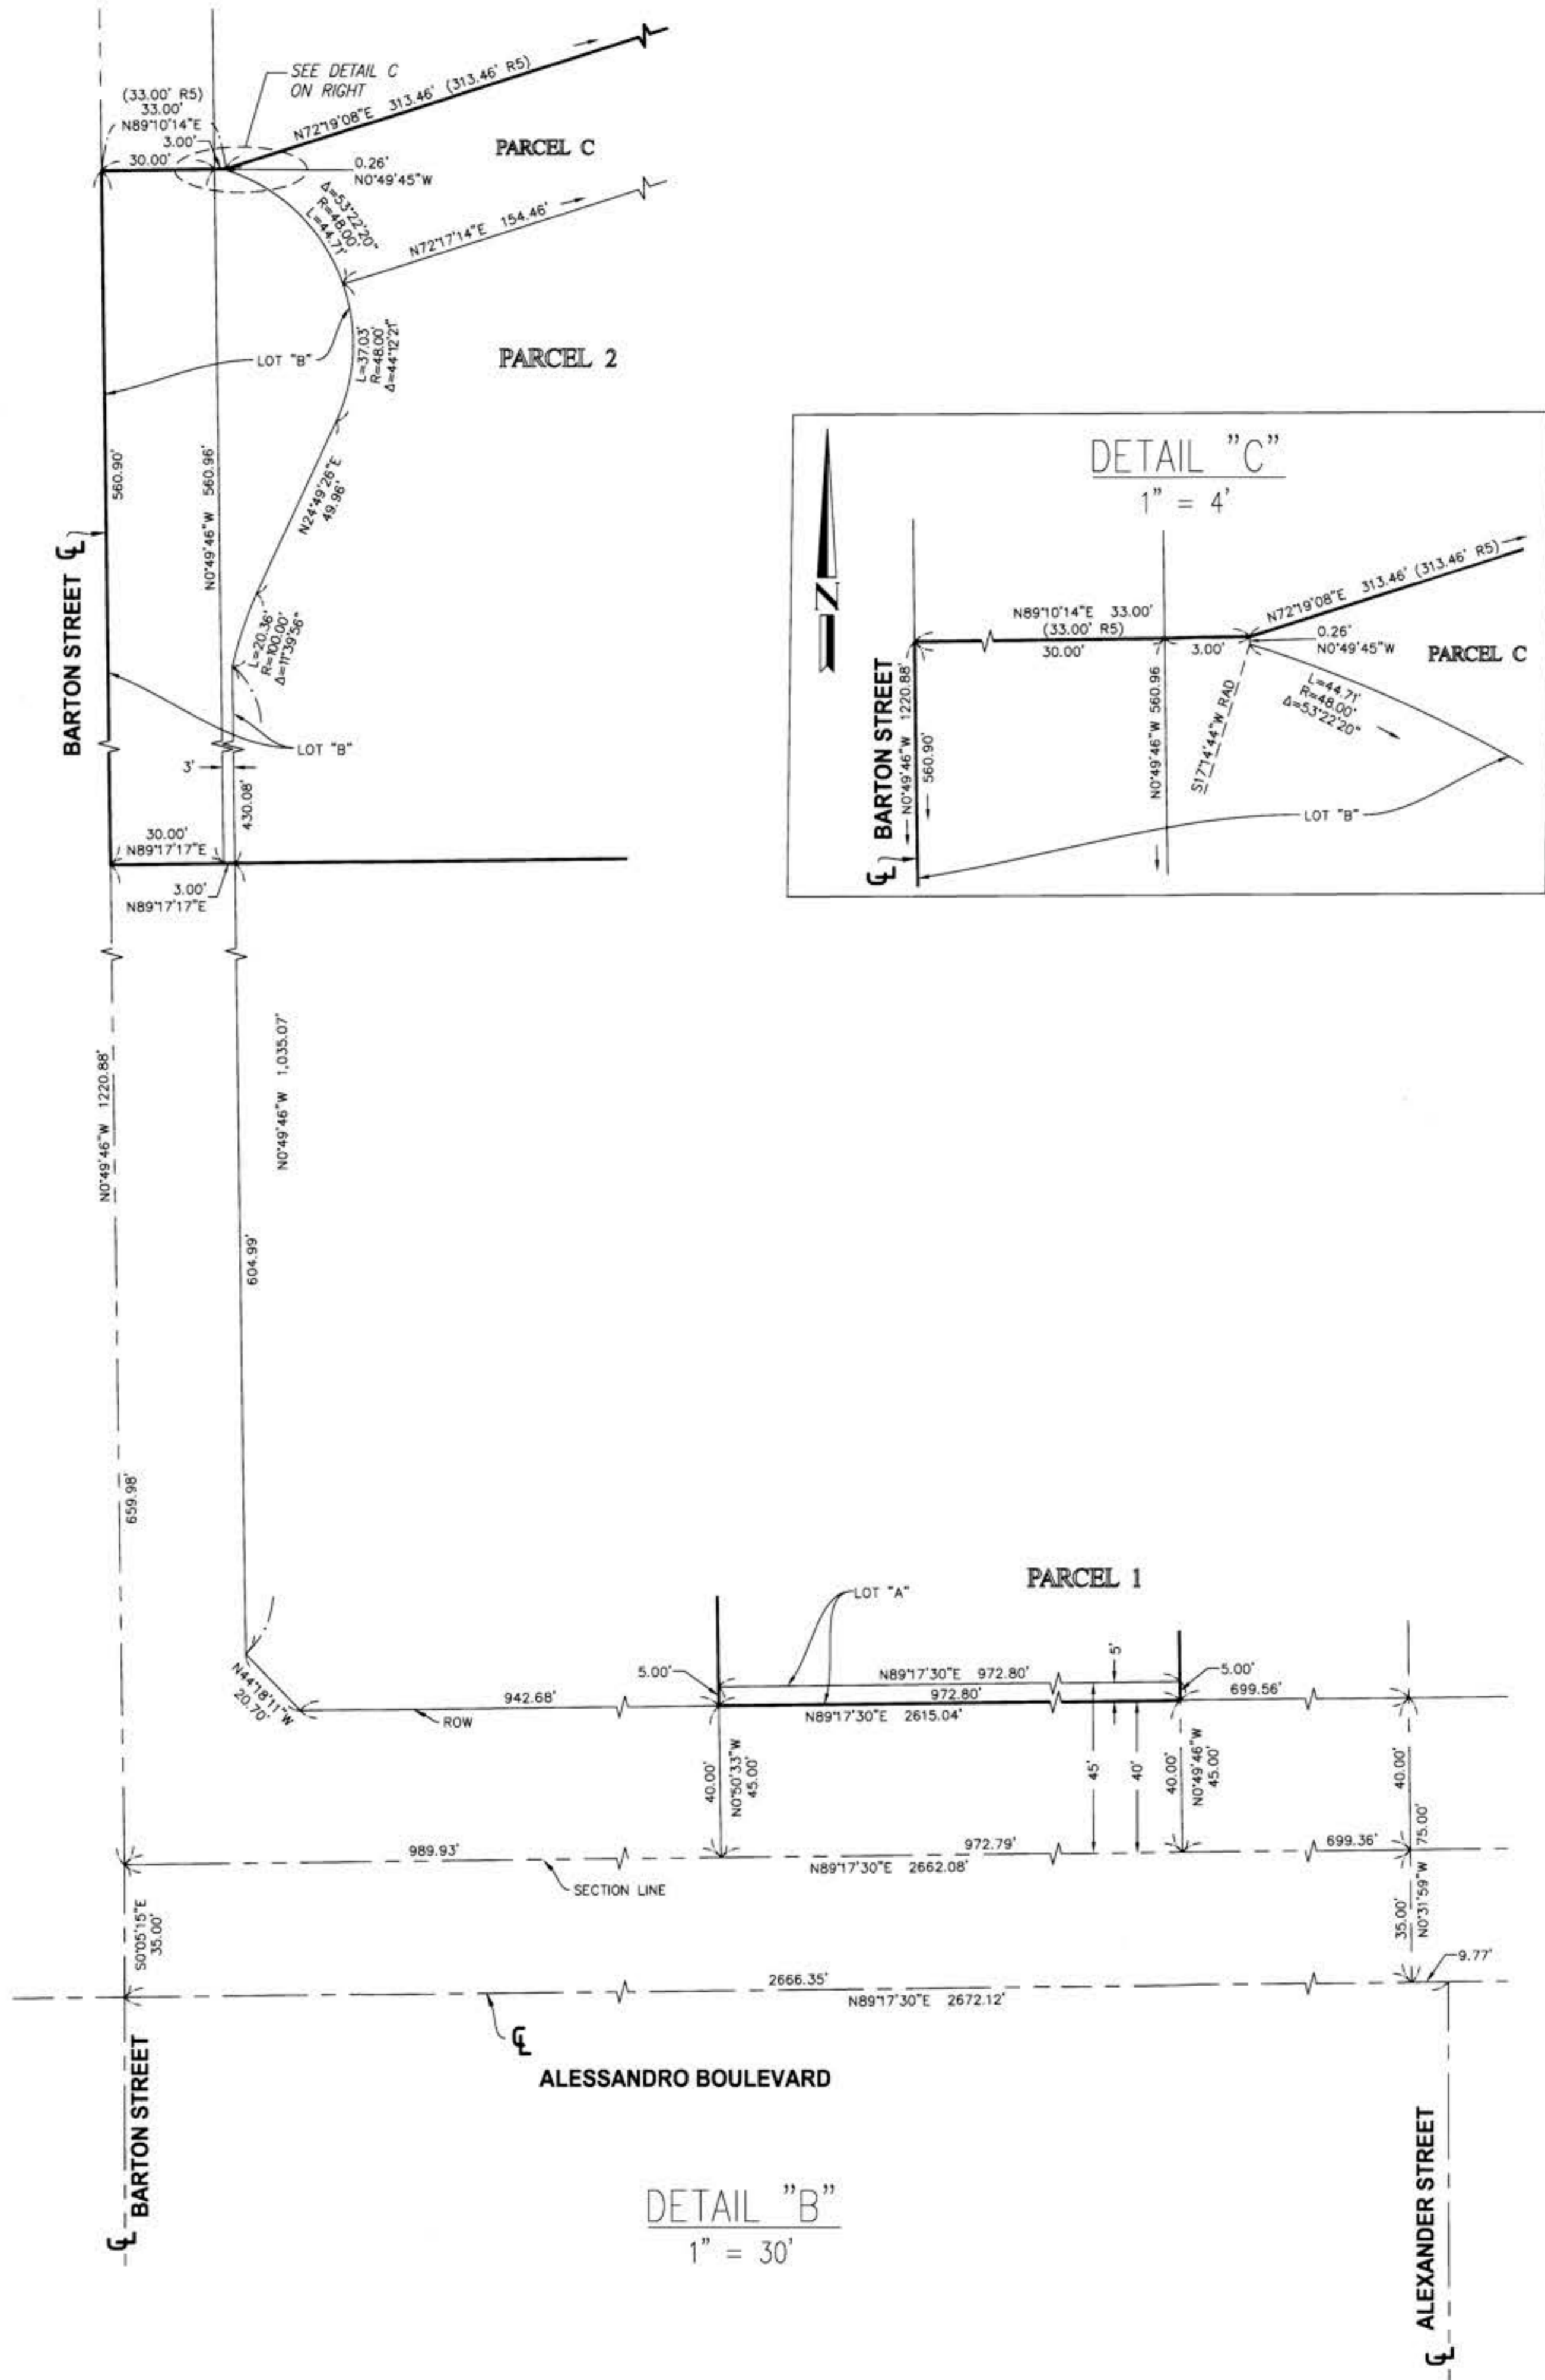 SEE DETAIL C
ON RIGHT
(33.00' R5)
33.00'
N89°10'14"E
3.00'
30.00'
N72°19'08"E 313.46' (313.46' R5)
PARCEL C
0.26'
N0°49'45"W
Δ=53°22'20"
R=48.00'
L=44.71'
N72°17'14"E 154.46'
LOT "B"
L=37.03'
R=48.00'
Δ=44°12'21"
PARCEL 2
560.90'
N0°49'46"W 560.96'
N24°49'26"E
49.96'
BARTON STREET
L=20.36'
R=100.00'
Δ=11°39'56"
LOT "B"
3'
430.08'
30.00'
N89°17'17"E
3.00'
N89°17'17"E
DETAIL "C"
1" = 4'
N
N89°10'14"E 33.00'
(33.00' R5)
30.00'
3.00'
N72°19'08"E 313.46' (313.46' R5)
0.26'
N0°49'45"W
PARCEL C
BARTON STREET
N0°49'46"W 1220.88'
560.90'
N0°49'46"W 560.96
S17°14'44"W RAD
L=44.71'
R=48.00'
Δ=53°22'20"
LOT "B"
N0°49'46"W 1220.88'
N0°49'46"W 1,035.07'
604.99'
659.98'
N44°18'11"W
20.70'
942.68'
ROW
PARCEL 1
LOT "A"
5.00'
N89°17'30"E 972.80'
5'
5.00'
972.80'
699.56'
N89°17'30"E 2615.04'
40.00'
N0°50'33"W
45.00'
45'
40'
40.00'
N0°49'46"W
45.00'
40.00'
75.00'
989.93'
972.79'
699.36'
N89°17'30"E 2662.08'
SECTION LINE
S0°05'15"E
35.00'
35.00'
N0°31'59"W
9.77'
2666.35'
N89°17'30"E 2672.12'
ALESSANDRO BOULEVARD
BARTON STREET
ALEXANDER STREET
DETAIL "B"
1" = 30'